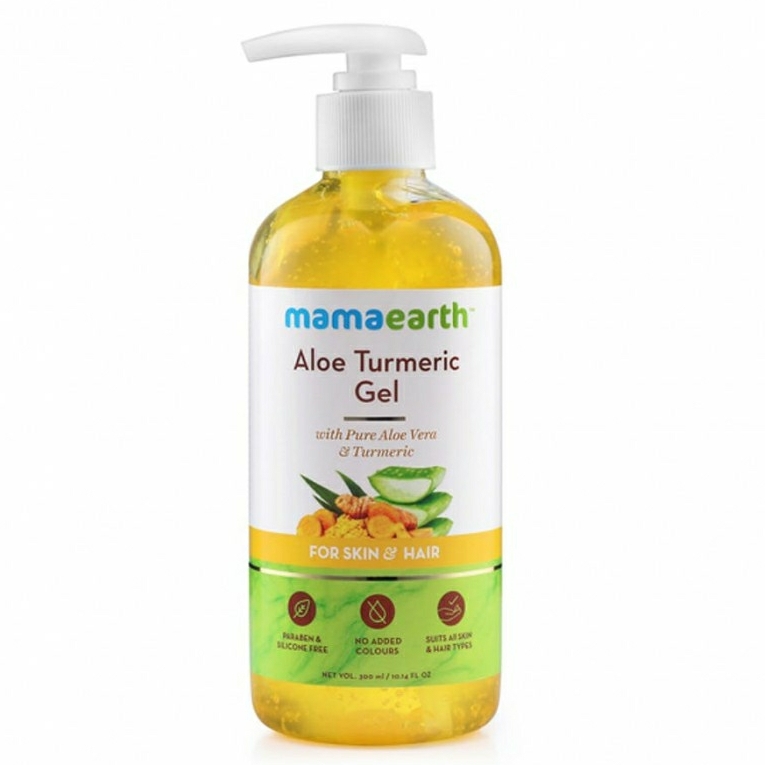 mamaearth™
Aloe Turmeric
Gel
with Pure Aloe Vera
& Turmeric
FOR SKIN & HAIR
PARABEN &
SILICONE FREE
NO ADDED
COLOURS
SUITS All SKIN
& HAIR TYPES
NET VOL. 300 ml / 10.14 FL OZ